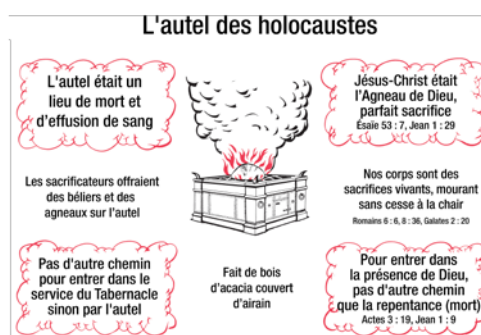 L'autel des holocaustes
L'autel était un
lieu de mort et
d'effusion de sang
Jésus-Christ était
l'Agneau de Dieu,
parfait sacrifice
Ésaïe 53 : 7, Jean 1 : 29
Les sacrificateurs offraient
des béliers et des
agneaux sur l'autel
Nos corps sont des
sacrifices vivants, mourant
sans cesse à la chair
Romains 6 : 6, 8 : 36, Galates 2 : 20
Pas d'autre chemin
pour entrer dans le
service du Tabernacle
sinon par l'autel
Fait de bois
d'acacia couvert
d'airain
Pour entrer dans
la présence de Dieu,
pas d'autre chemin
que la repentance (mort)
Actes 3 : 19, Jean 1 : 9